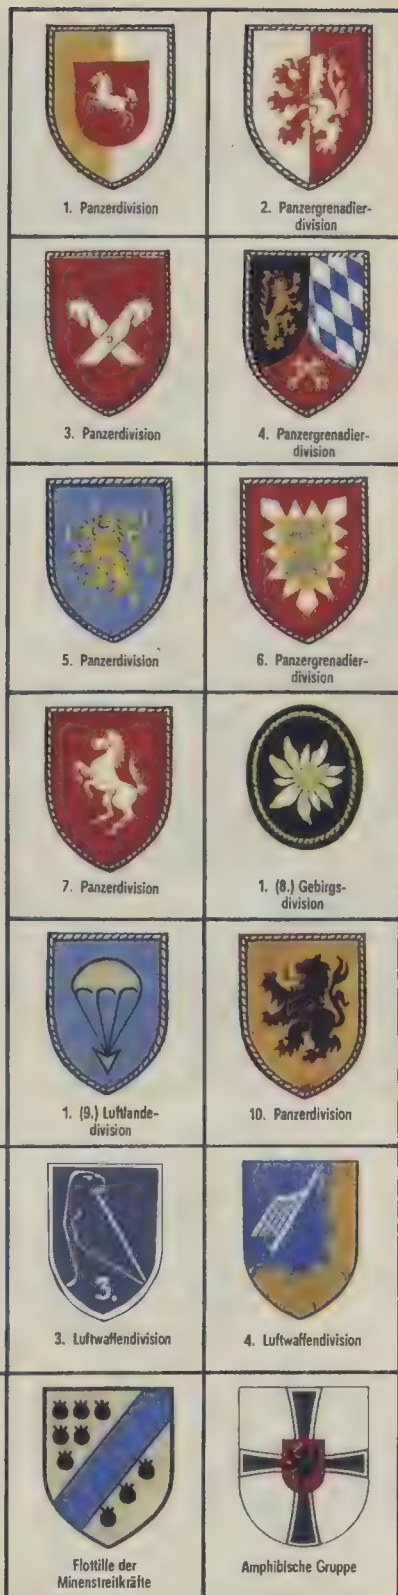 1. Panzerdivision
2. Panzergrenadier-
division
3. Panzerdivision
4. Panzergrenadier-
division
5. Panzerdivision
6. Panzergrenadier-
division
7. Panzerdivision
1. (8.) Gebirgs-
division
1. (9.) Luftlande-
division
10. Panzerdivision
3.
3. Luftwaffendivision
4. Luftwaffendivision
Flottille der
Minenstreitkräfte
Amphibische Gruppe